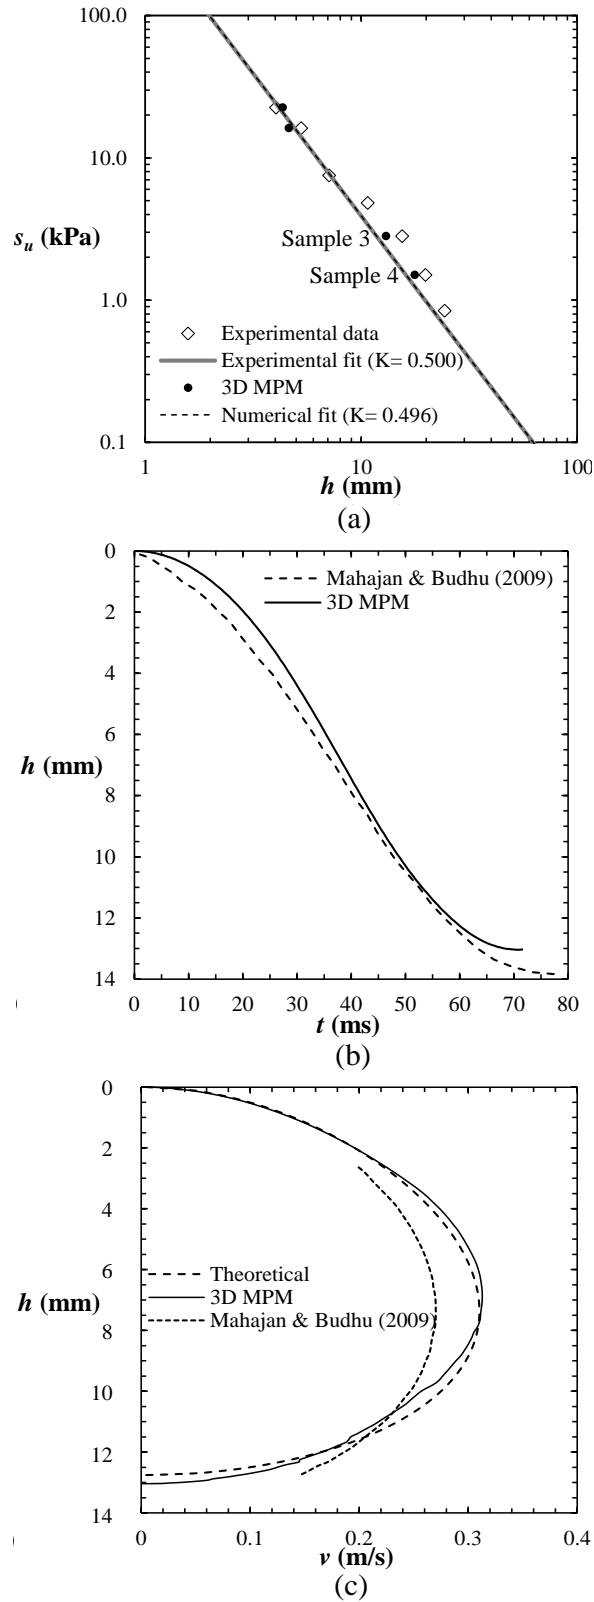 100.0
10.0
s_u (kPa)
Sample 3
Sample 4
1.0
Experimental data
Experimental fit (K= 0.500)
3D MPM
Numerical fit (K= 0.496)
0.1
1 10 100
h (mm)
(a)
0
Mahajan & Budhu (2009)
3D MPM
2
4
6
h (mm)
8
10
12
14
0 10 20 30 40 50 60 70 80
t (ms)
(b)
0
2
4
6
Theoretical
h (mm)
3D MPM
Mahajan & Budhu (2009)
8
10
12
14
0 0.1 0.2 0.3 0.4
v (m/s)
(c)